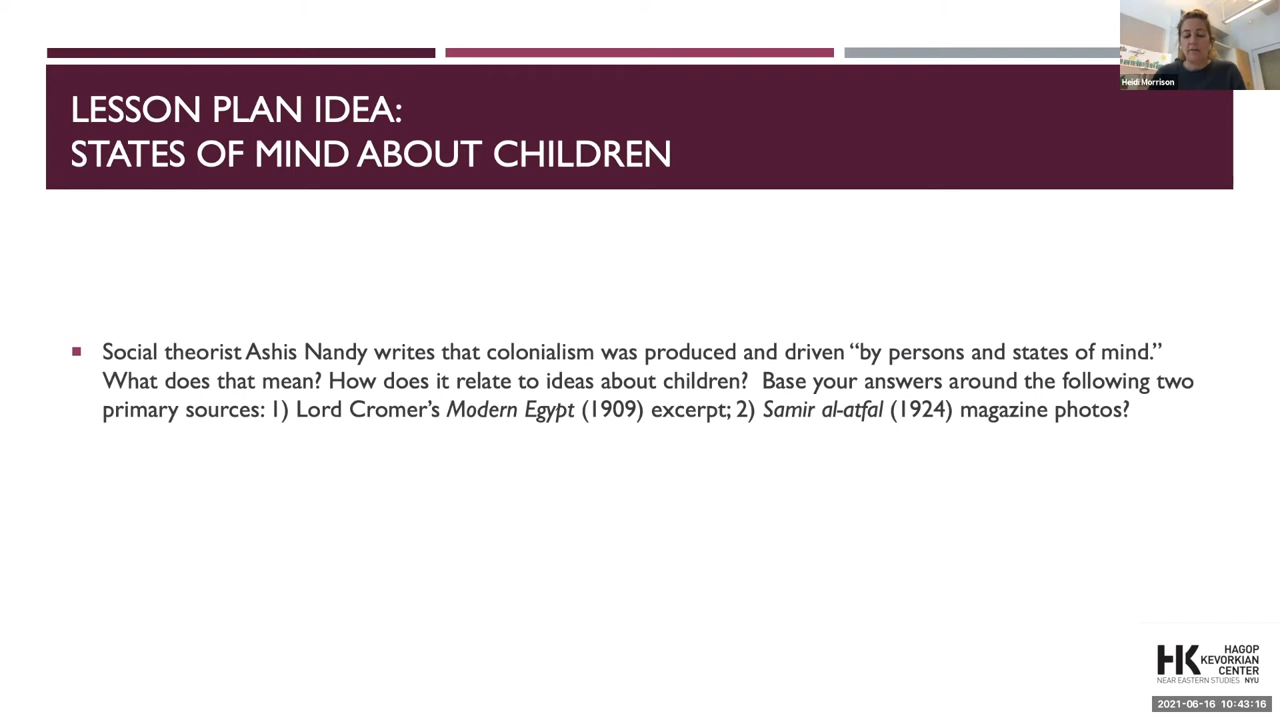 Heidi Morrison
LESSON PLAN IDEA:
STATES OF MIND ABOUT CHILDREN
Social theorist Ashis Nandy writes that colonialism was produced and driven “by persons and states of mind.”
What does that mean? How does it relate to ideas about children?  Base your answers around the following two
primary sources: 1) Lord Cromer’s Modern Egypt (1909) excerpt; 2) Samir al-atfal (1924) magazine photos?
HK
HAGOP
KEVORKIAN
CENTER
NEAR EASTERN STUDIES NYU
2021-06-16 10:43:16